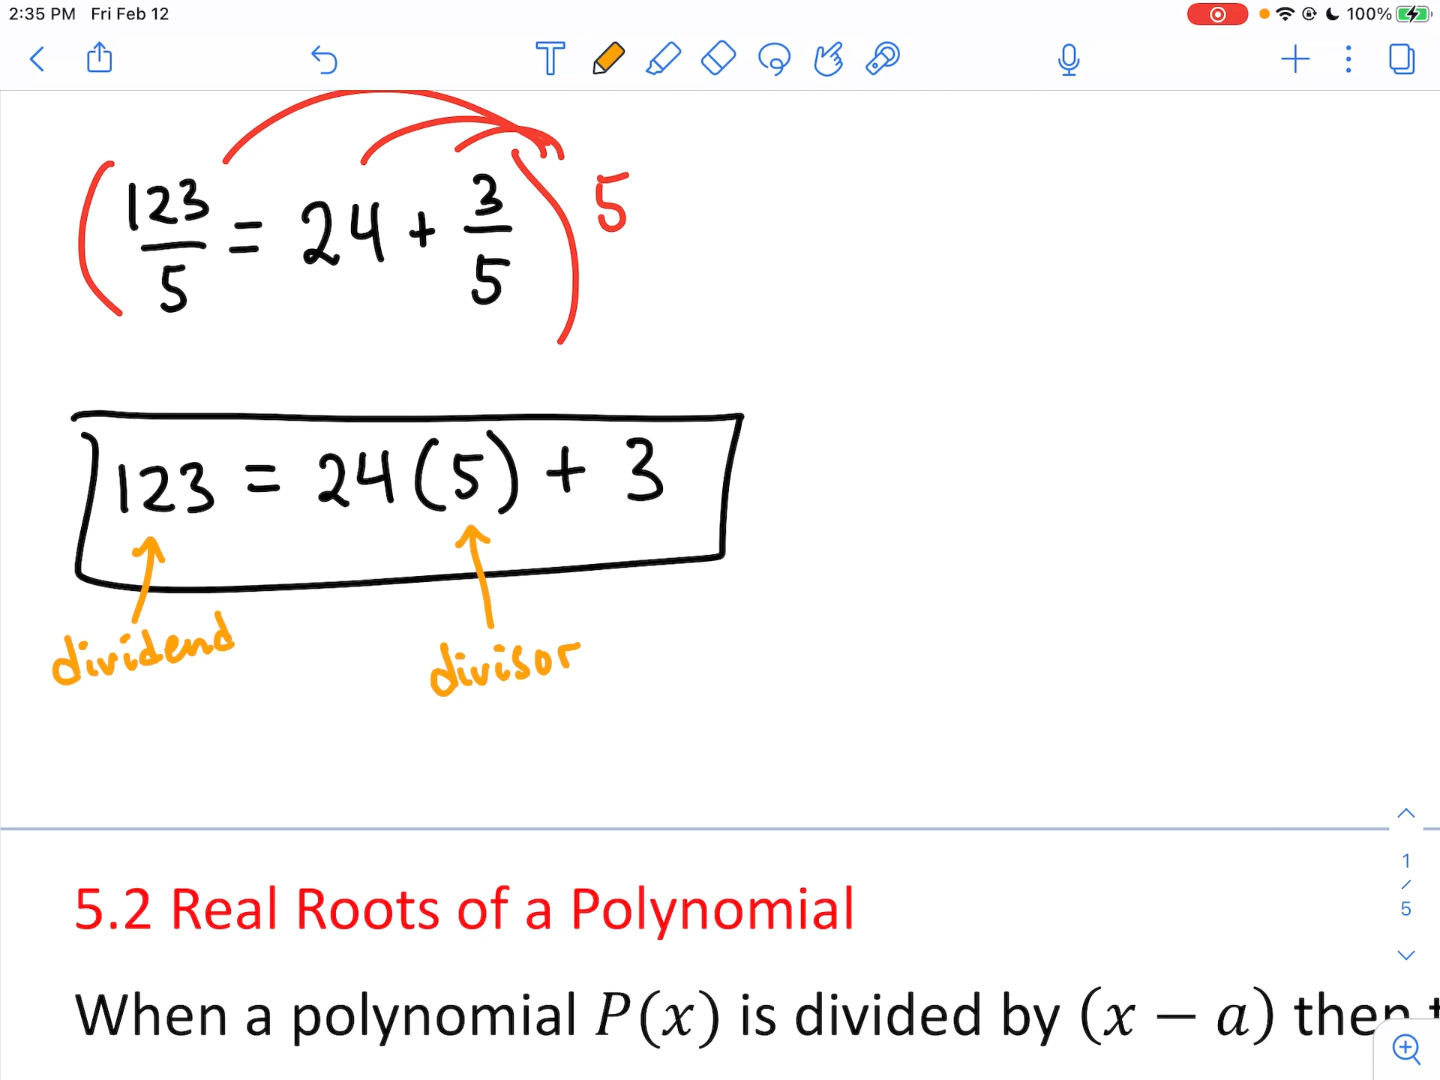 2:35 PM Fri Feb 12 100%
T
(123/5 = 24 + 3/5) 5
123 = 24(5) + 3
dividend divisor
1
/
5
5.2 Real Roots of a Polynomial
When a polynomial P(x) is divided by (x − a) then